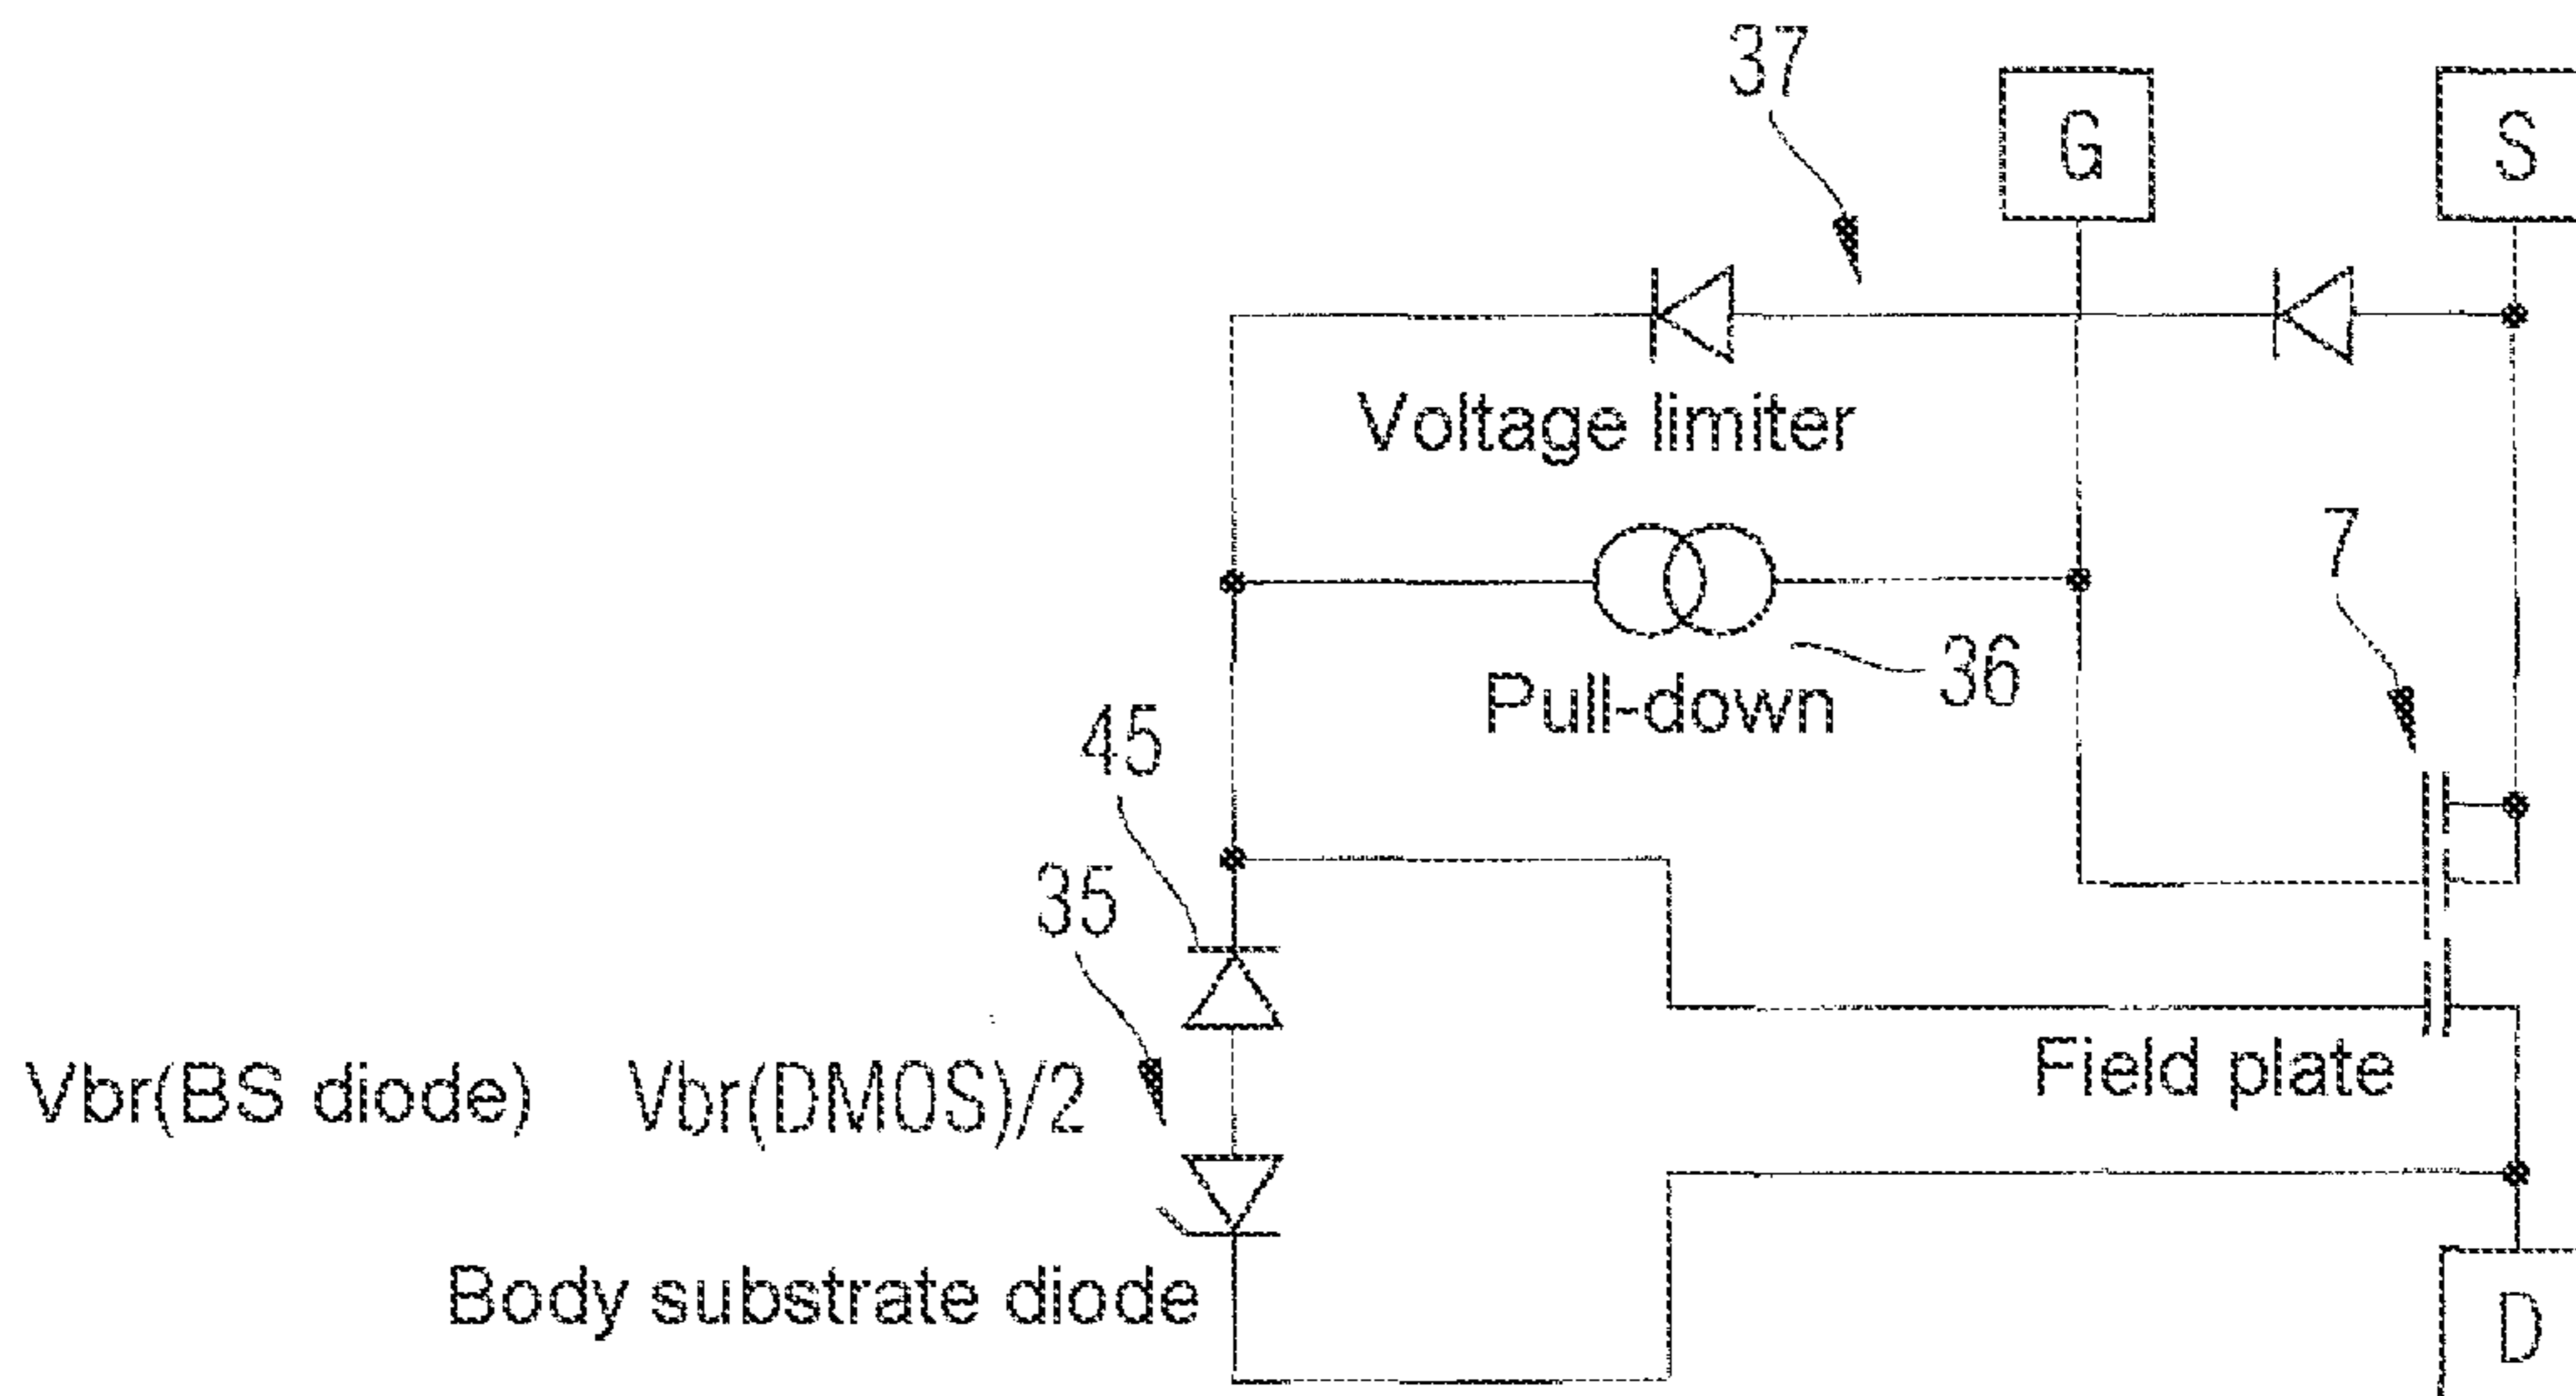 37
G
S
Voltage limiter
7
36
Pull-down
45
35
Vbr(BS diode) Vbr(DMOS)/2
Field plate
Body substrate diode
D